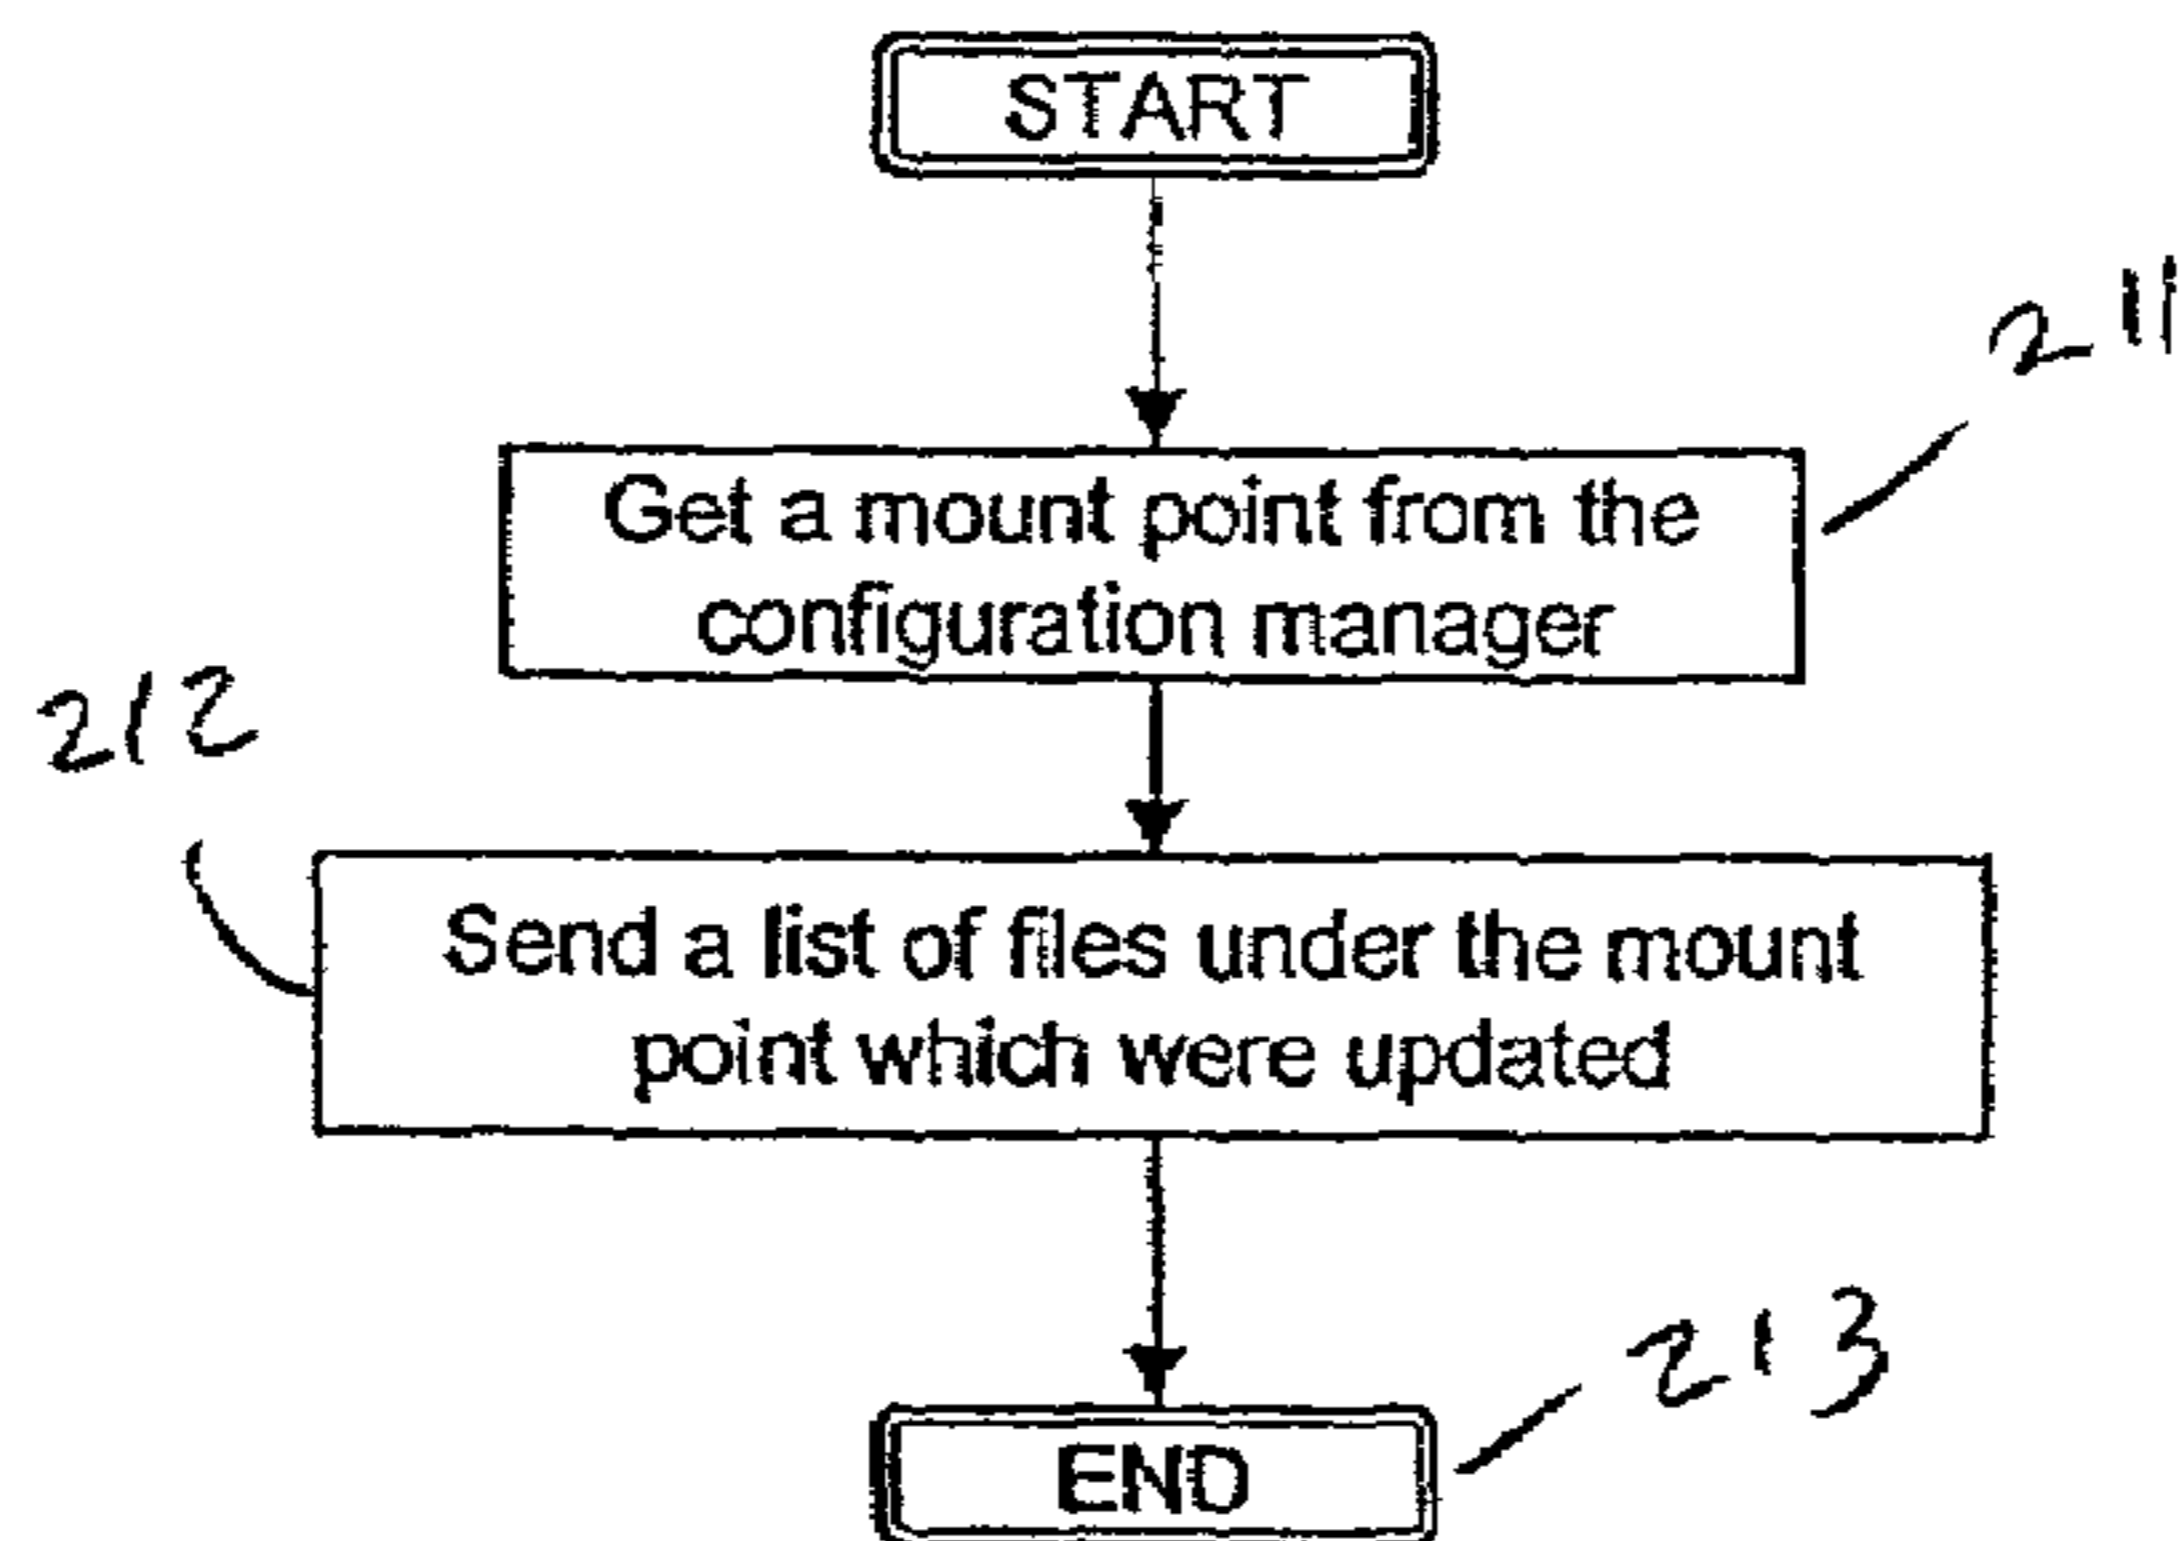 START
211
Get a mount point from the
configuration manager
212
Send a list of files under the mount
point which were updated
213
END